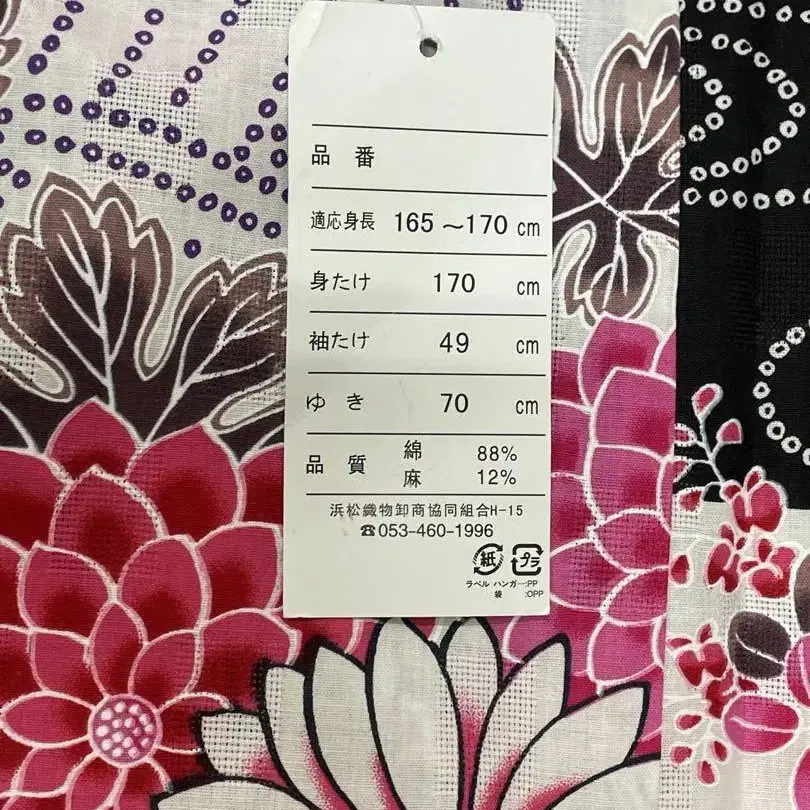 品 番
適応身長 165 ～170 cm
身たけ 170 cm
袖たけ 49 cm
ゆ き 70 cm
品 質 綿 88%
麻 12%
浜松織物卸商協同組合H-15
☎053-460-1996
紙 プラ
ラベル ハンガー:PP
袋 :OPP